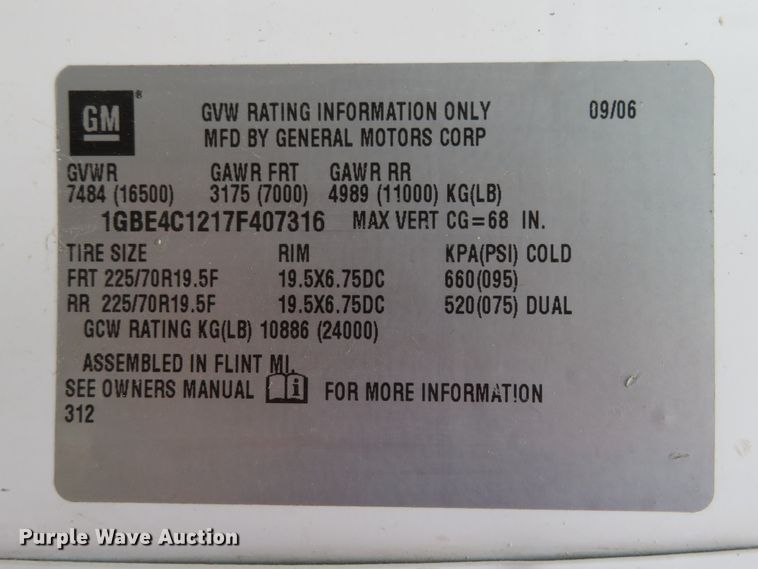 GM ® GVW RATING INFORMATION ONLY 09/06
MFD BY GENERAL MOTORS CORP
GVWR GAWR FRT GAWR RR
7484 (16500) 3175 (7000) 4989 (11000) KG(LB)
1GBE4C1217F407316 MAX VERT CG=68 IN.
TIRE SIZE RIM KPA(PSI) COLD
FRT 225/70R19.5F 19.5X6.75DC 660(095)
RR 225/70R19.5F 19.5X6.75DC 520(075) DUAL
GCW RATING KG(LB) 10886 (24000)
ASSEMBLED IN FLINT MI.
SEE OWNERS MANUAL i FOR MORE INFORMATION
312
Purple Wave Auction